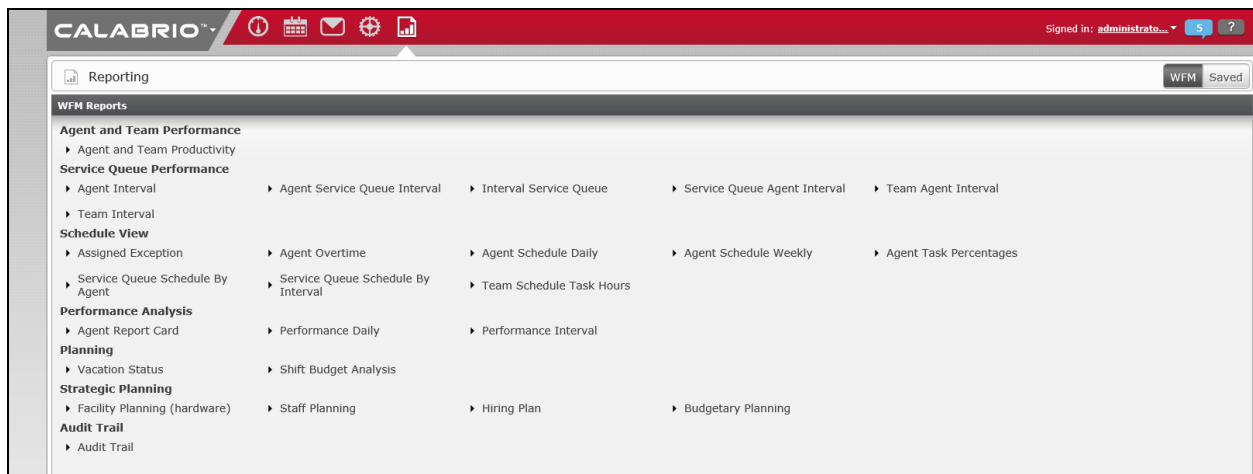 CALABRIO™
Signed in: administrato... 5 ?
Reporting WFM Saved
WFM Reports
Agent and Team Performance
Agent and Team Productivity
Service Queue Performance
Agent Interval Agent Service Queue Interval Interval Service Queue Service Queue Agent Interval Team Agent Interval
Team Interval
Schedule View
Assigned Exception Agent Overtime Agent Schedule Daily Agent Schedule Weekly Agent Task Percentages
Service Queue Schedule By
Agent
Service Queue Schedule By
Interval
Team Schedule Task Hours
Performance Analysis
Agent Report Card Performance Daily Performance Interval
Planning
Vacation Status Shift Budget Analysis
Strategic Planning
Facility Planning (hardware) Staff Planning Hiring Plan Budgetary Planning
Audit Trail
Audit Trail